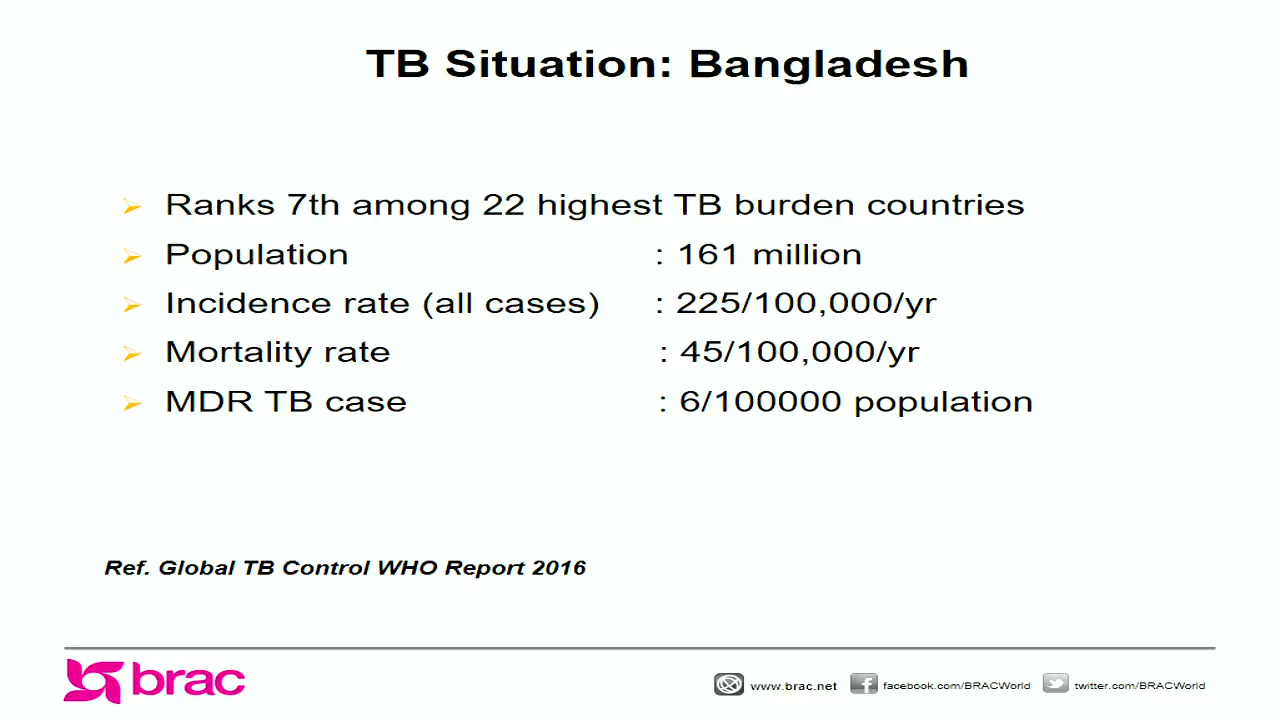 TB Situation: Bangladesh
Ranks 7th among 22 highest TB burden countries
Population : 161 million
Incidence rate (all cases) : 225/100,000/yr
Mortality rate : 45/100,000/yr
MDR TB case : 6/100000 population
Ref. Global TB Control WHO Report 2016
brac
www.brac.net facebook.com/BRACWorld twitter.com/BRACWorld